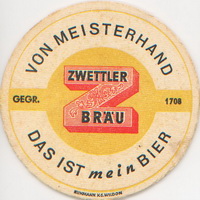 VON MEISTERHAND
ZWETTLER
GEGR. 1708
BRÄU
DAS IST mein BIER